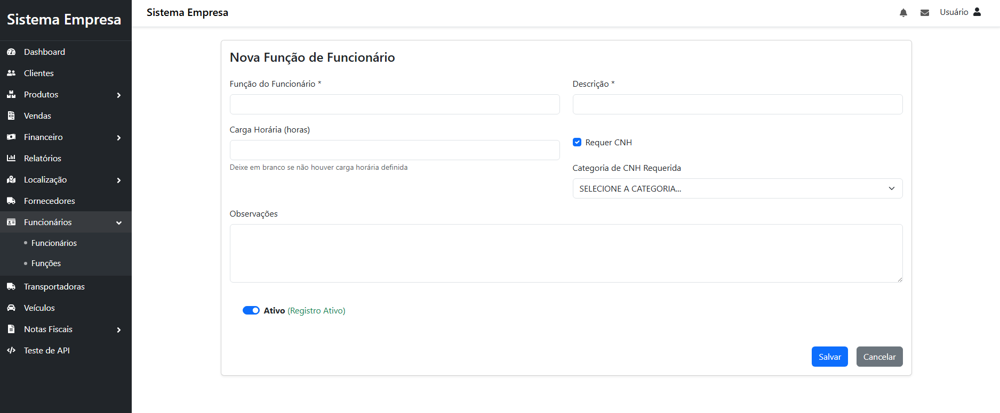 Sistema Empresa
Dashboard
Clientes
Produtos
Vendas
Financeiro
Relatórios
Localização
Fornecedores
Funcionários
Funcionários
Funções
Transportadoras
Veículos
Notas Fiscais
Teste de API
Sistema Empresa
Usuário
Nova Função de Funcionário
Função do Funcionário *
Descrição *
Carga Horária (horas)
Deixe em branco se não houver carga horária definida
Requer CNH
Categoria de CNH Requerida
SELECIONE A CATEGORIA...
Observações
Ativo (Registro Ativo)
Salvar
Cancelar